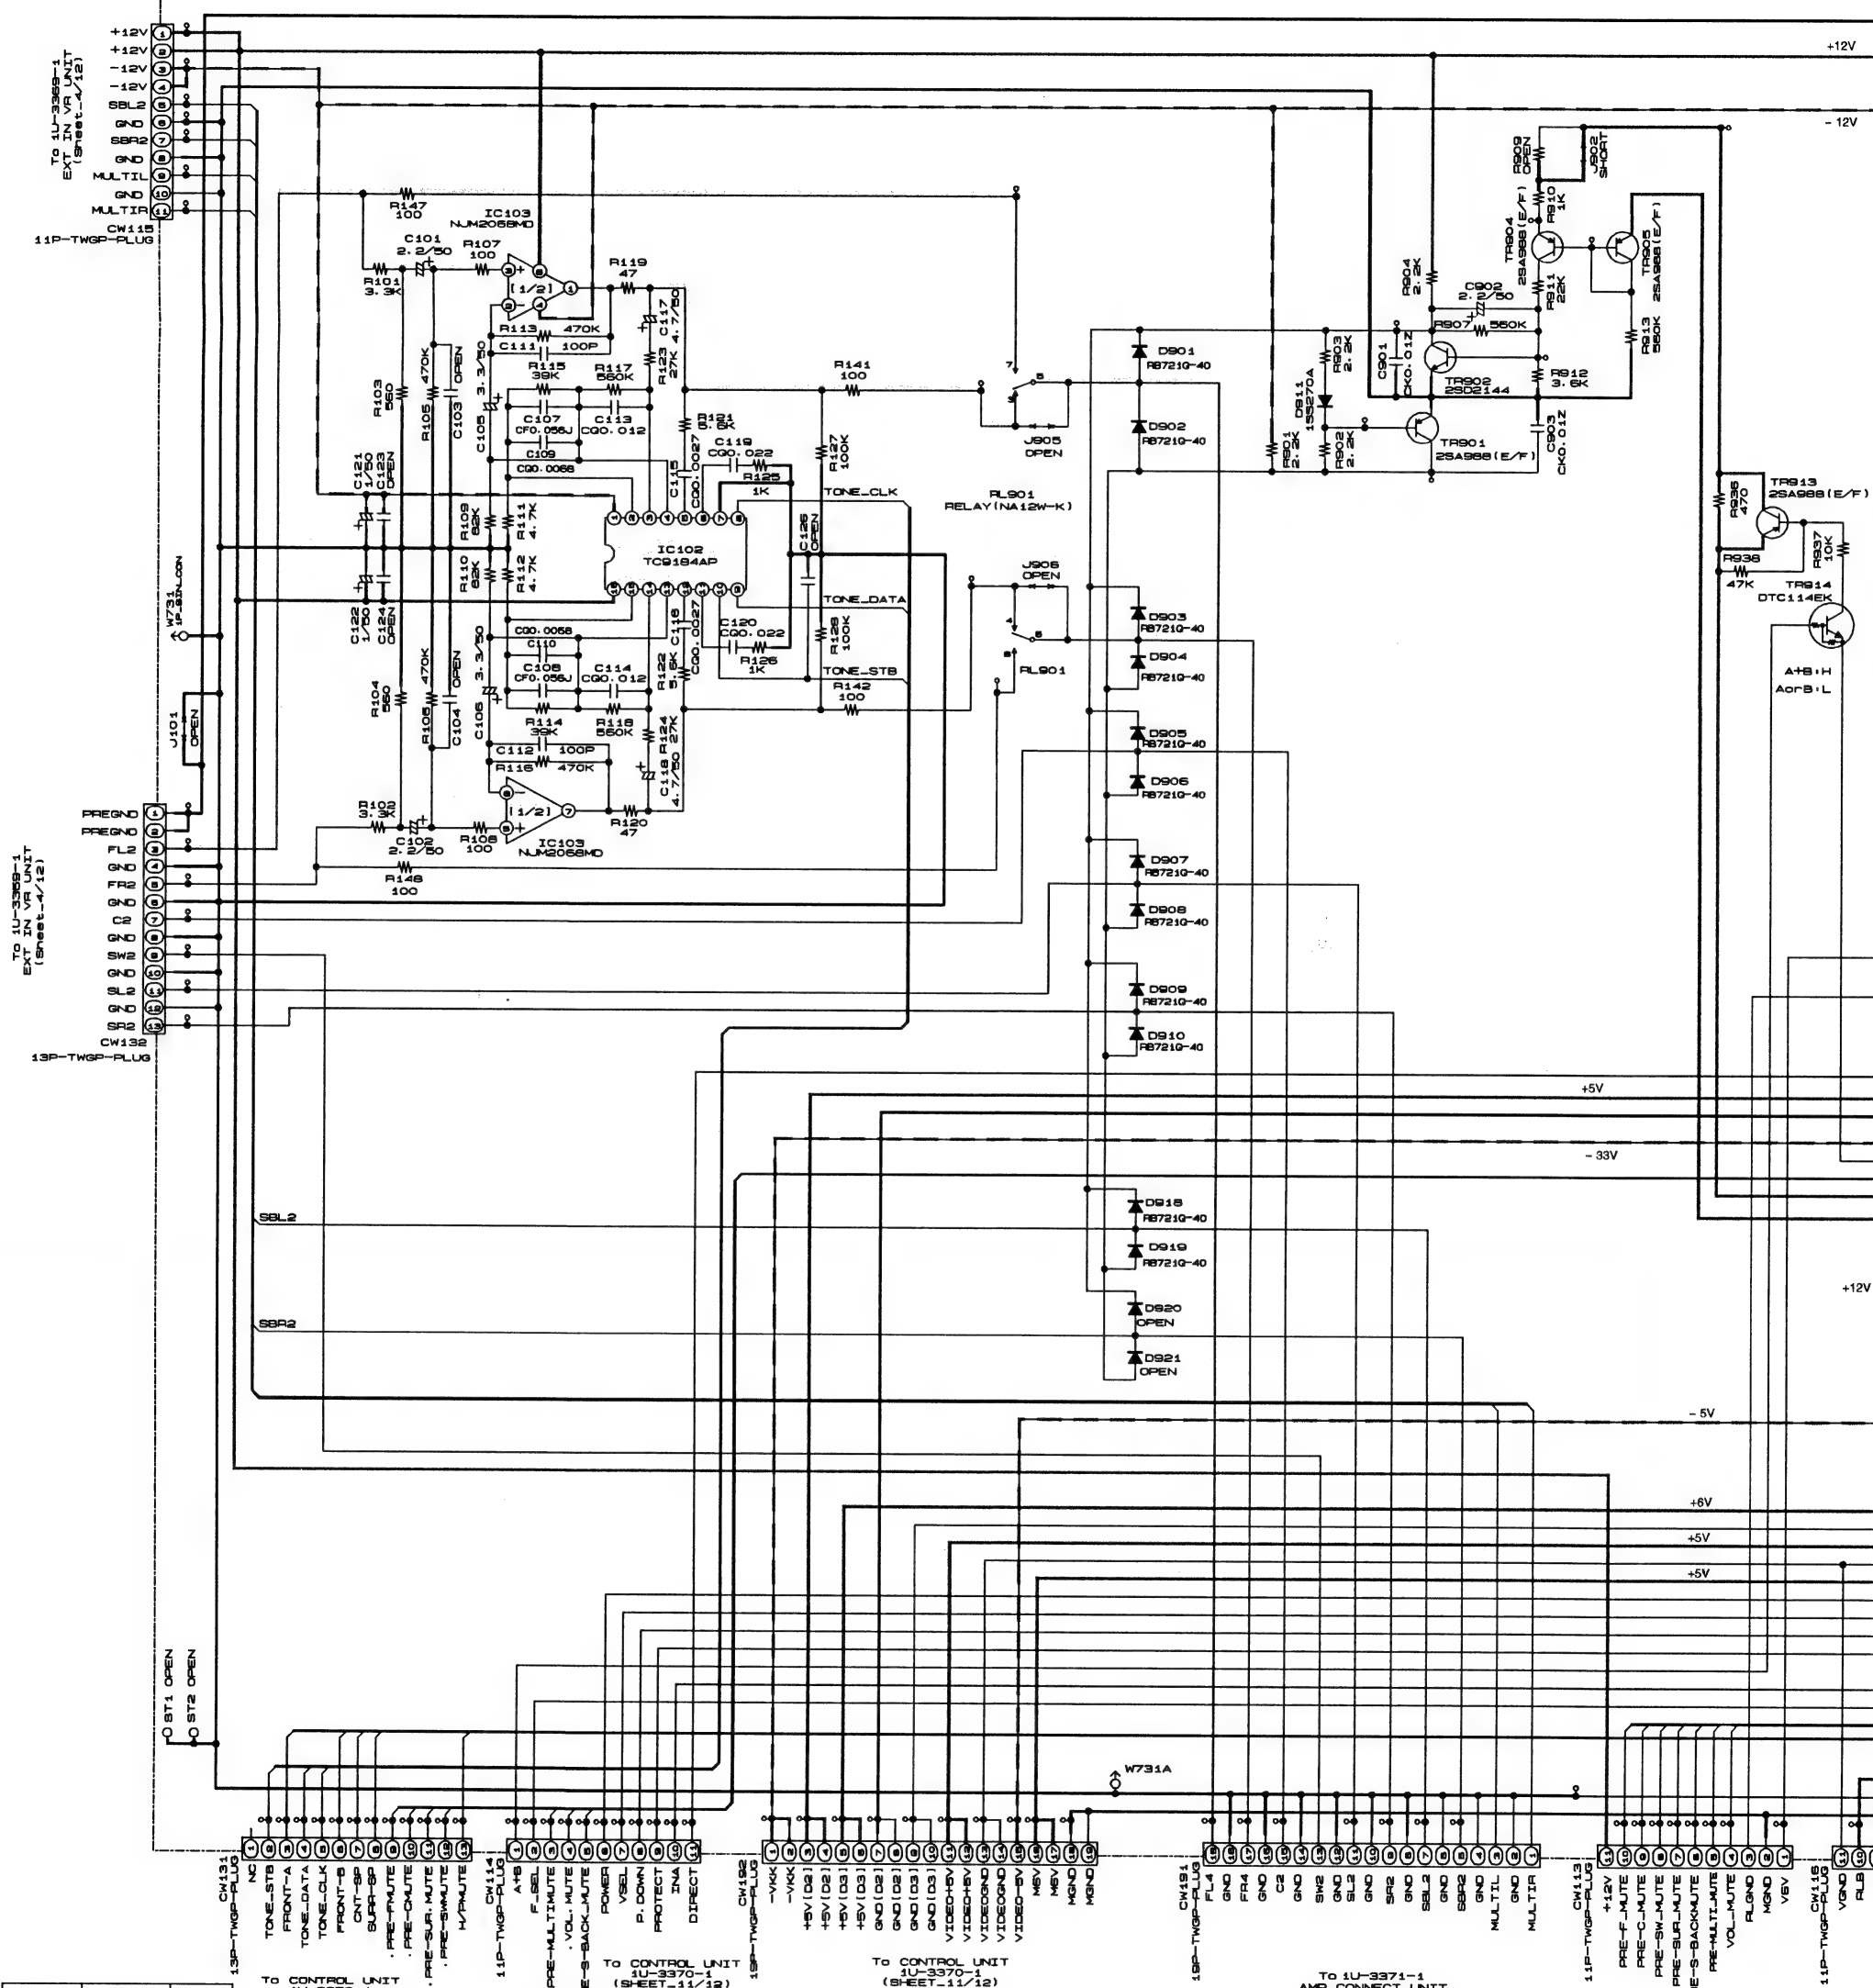 +12V
+12V
-12V
-12V
SBL2
GND
SBR2
GND
MULTIL
GND
MULTIR
To 1U-3369-1
EXT IN VR UNIT
(Sheet_4/12)
CW115
11P-TWGP-PLUG
+12V
- 12V
R147
100
C101
2.2/50
R107
100
IC103
NJM2068MD
[1/2]
R101
3.3K
R119
47
R113
470K
C111
100P
R115
39K
R117
560K
C117
4.7/50
R123
27K
R103
560
R105
470K
C103
OPEN
C105
3.3/50
C107
CF0.056J
C113
CQ0.012
C109
CQ0.0068
R121
5.6K
C115
CQ0.0027
C119
CQ0.022
R125
1K
R127
100K
R141
100
C121
1/50
C123
OPEN
R109
82K
R111
4.7K
R110
82K
R112
4.7K
IC102
TC9184AP
C126
OPEN
TONE_CLK
TONE_DATA
TONE_STB
C122
1/50
C124
OPEN
W731
1P_SIN.CON
J101
OPEN
R104
560
R106
470K
C104
OPEN
C106
3.3/50
CQ0.0068
C110
C108
CF0.056J
C114
CQ0.012
R122
5.6K
C116
CQ0.0027
C120
CQ0.022
R126
1K
R128
100K
R142
100
R114
39K
R118
560K
R124
27K
C112
100P
R116
470K
C118
4.7/50
[1/2]
IC103
NJM2068MD
R120
47
R102
3.3K
C102
2.2/50
R108
100
R148
100
J905
OPEN
RL901
RELAY(NA12W-K)
J906
OPEN
RL901
D901
RB721Q-40
D902
RB721Q-40
D903
RB721Q-40
D904
RB721Q-40
D905
RB721Q-40
D906
RB721Q-40
D907
RB721Q-40
D908
RB721Q-40
D909
RB721Q-40
D910
RB721Q-40
D918
RB721Q-40
D919
RB721Q-40
D920
OPEN
D921
OPEN
R901
2.2K
R903
2.2K
D911
1SS270A
R902
2.2K
C901
CK0.01Z
R904
2.2K
C902
2.2/50
R907
560K
TR902
2SD2144
TR901
2SA988(E/F)
R912
3.6K
C903
CK0.01Z
R909
OPEN
J902
SHORT
R910
1K
TR904
2SA988(E/F)
R911
22K
TR905
2SA988(E/F)
R913
560K
R936
470
TR913
2SA988(E/F)
R938
47K
R937
10K
TR914
DTC114EK
A+B:H
AorB:L
To 1U-3369-1
EXT IN VR UNIT
(Sheet_4/12)
PREGND
PREGND
FL2
GND
FR2
GND
C2
GND
SW2
GND
SL2
GND
SR2
CW132
13P-TWGP-PLUG
+5V
- 33V
SBL2
SBR2
+12V
- 5V
+6V
+5V
+5V
ST1 OPEN
ST2 OPEN
W731A
CW131
13P-TWGP-PLUG
NC
TONE_STB
FRONT-A
TONE_DATA
TONE_CLK
FRONT-B
CNT-SP
SURR-SP
.PRE-FMUTE
.PRE-CMUTE
.PRE-SUR.MUTE
.PRE-SWMUTE
H/PMUTE
CW114
11P-TWGP-PLUG
A+B
F.SEL
PRE-MULTIMUTE
.VOL.MUTE
E-S-BACK_MUTE
POWER
VSEL
P.DOWN
PROTECT
INA
DIRECT
CW192
19P-TWGP-PLUG
-VKK
-VKK
+5V[D2]
+5V[D2]
+5V[D3]
+5V[D3]
GND[D2]
GND[D2]
GND[D3]
GND[D3]
VIDEO+5V
VIDEO+5V
VIDEOGND
VIDEOGND
VIDEO-5V
M5V
M5V
MGND
MGND
CW191
19P-TWGP-PLUG
FL4
GND
FR4
GND
C2
GND
SW2
GND
SL2
GND
SR2
GND
SBL2
GND
SBR2
GND
MULTIL
GND
MULTIR
CW113
11P-TWGP-PLUG
+12V
PRE-F_MUTE
PRE-C_MUTE
PRE-SW_MUTE
PRE-SUR_MUTE
E-S-BACKMUTE
PRE-MULTI_MUTE
VOL_MUTE
RLGND
MGND
V6V
CW116
11P-TWGP-PLUG
VGND
RLB
To CONTROL UNIT
To CONTROL UNIT
1U-3370-1
(SHEET_11/12)
To CONTROL UNIT
1U-3370-1
(SHEET_11/12)
To 1U-3371-1
AMP CONNECT UNIT